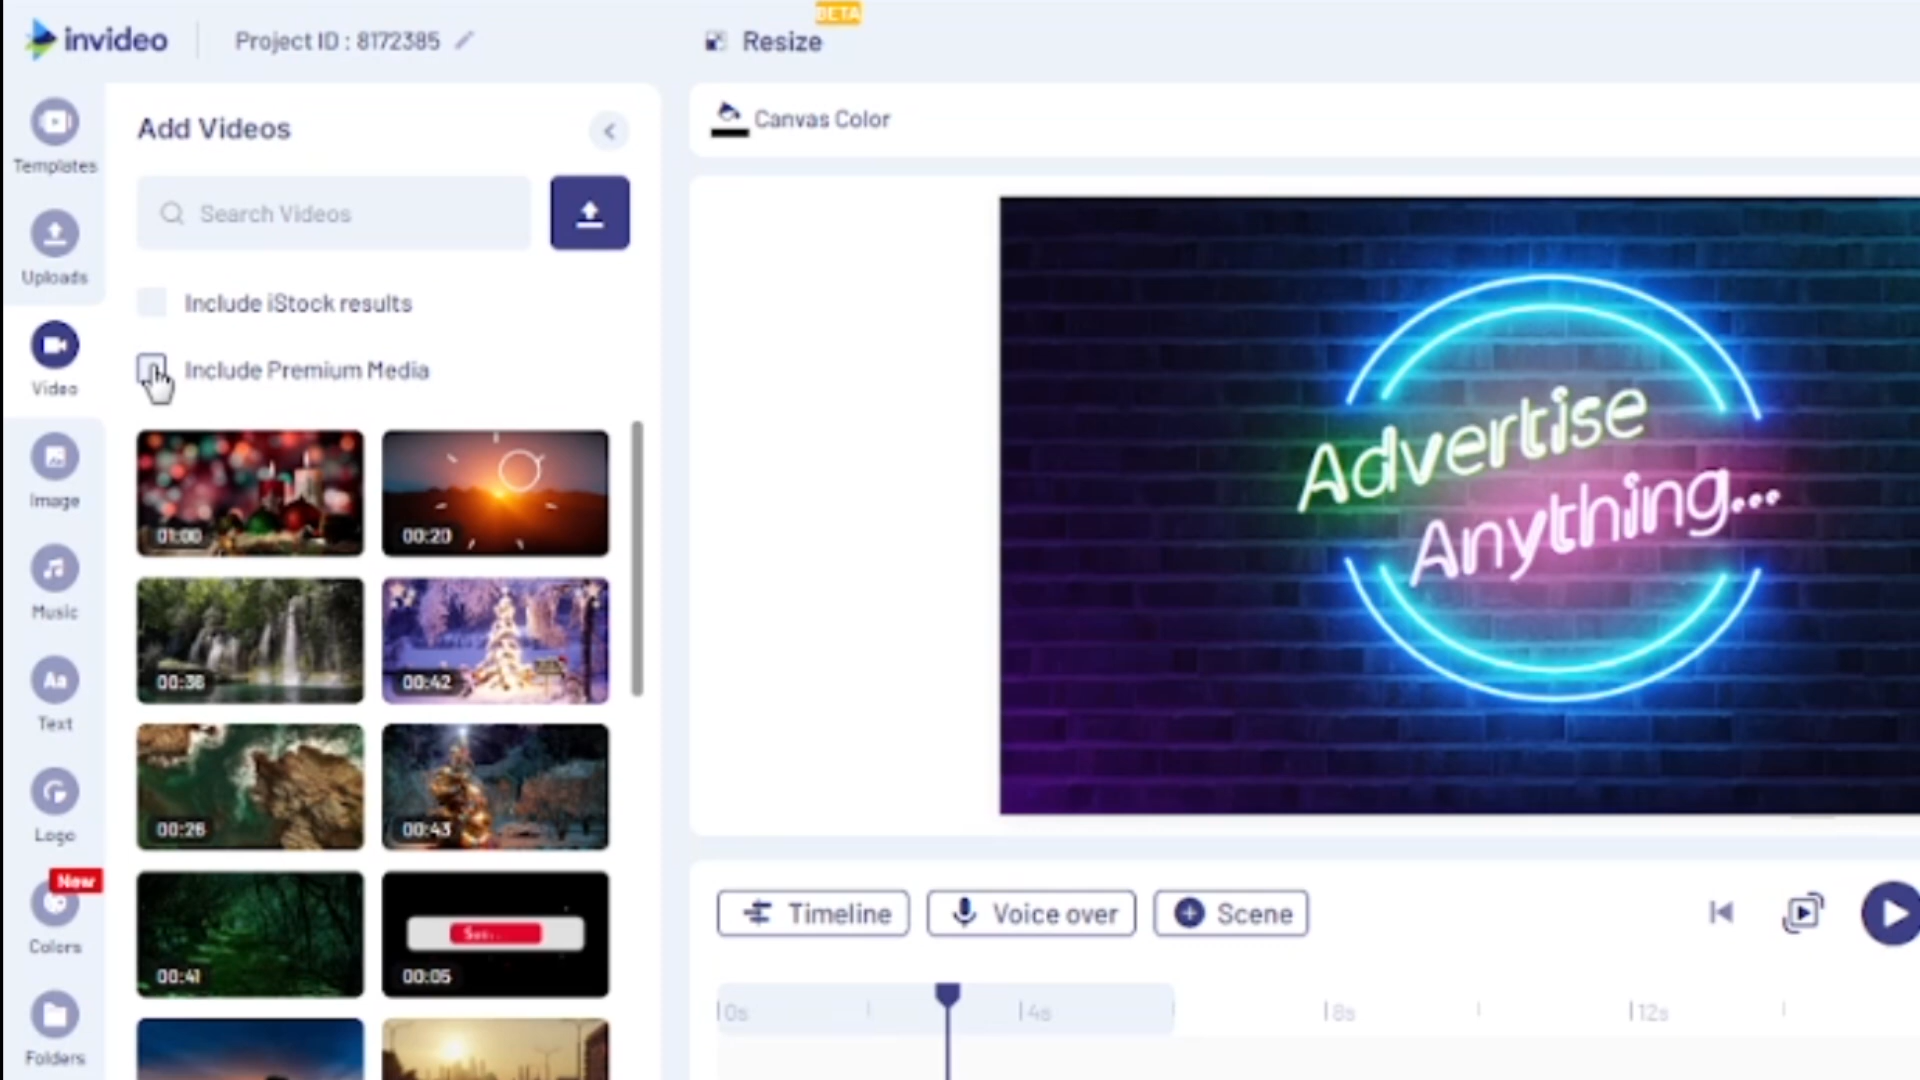 BETA
invideo
Project ID : 8172385
Resize
Add Videos
Canvas Color
Templates
Search Videos
Uploads
Include iStock results
Video
Include Premium Media
Advertise
Anything...
Image
01:00
00:20
Music
00:36
00:42
Text
Logo
00:26
00:43
New
Colors
00:41
00:05
Timeline
Voice over
Scene
0s
4s
8s
12s
Folders